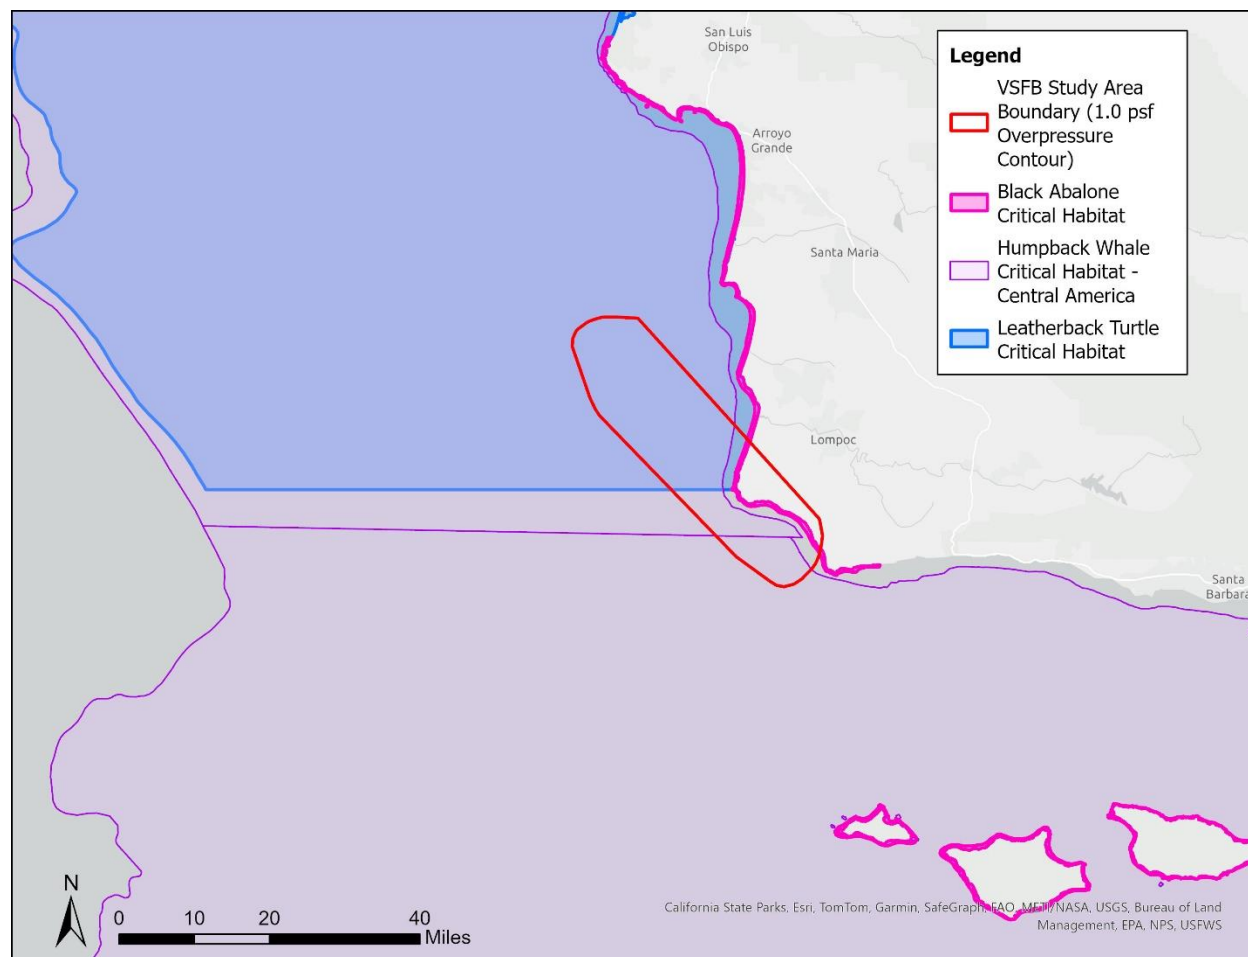 San Luis
Obispo
Arroyo
Grande
Santa Maria
Lompoc
Santa
Barbara
Legend
VSFB Study Area
Boundary (1.0 psf
Overpressure
Contour)
Black Abalone
Critical Habitat
Humpback Whale
Critical Habitat -
Central America
Leatherback Turtle
Critical Habitat
N
0 10 20 40
Miles
California State Parks, Esri, TomTom, Garmin, SafeGraph, FAO, METI/NASA, USGS, Bureau of Land
Management, EPA, NPS, USFWS